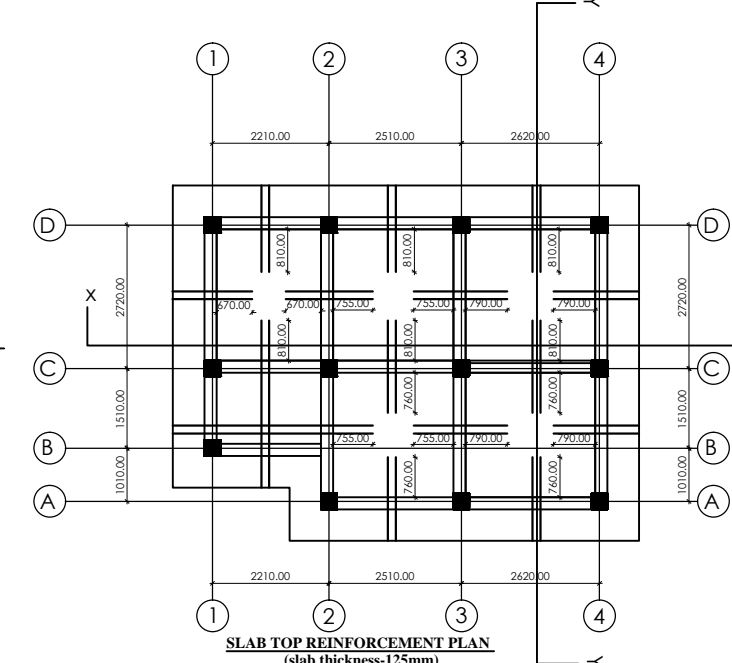 Y
1 2 3 4
2210.00 2510.00 2620.00
D D
810.00 810.00 810.00
2720.00 2720.00
X
670.00 670.00 755.00 755.00 790.00 790.00
810.00 810.00 810.00
C C
760.00 760.00
1510.00 1510.00
755.00 755.00 790.00 790.00
B B
760.00 760.00
1010.00 1010.00
A A
2210.00 2510.00 2620.00
1 2 3 4
SLAB TOP REINFORCEMENT PLAN
(slab thickness-125mm)
Y